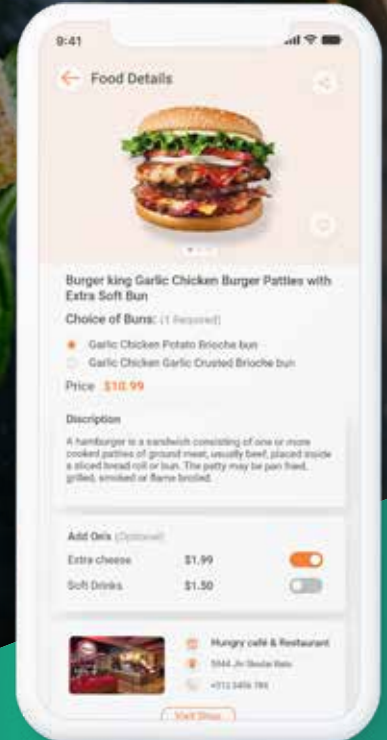 9:41
Food Details
Burger king Garlic Chicken Burger Patties with
Extra Soft Bun
Choice of Buns: (1 Required)
Garlic Chicken Potato Brioche bun
Garlic Chicken Garlic Crusted Brioche bun
Price $10.99
Discription
A hamburger is a sandwich consisting of one or more
cooked patties of ground meat, usually beef, placed inside
a sliced bread roll or bun. The patty may be pan fried,
grilled, smoked or flame broiled.
Add On's (Optional)
Extra cheese $1.99
Soft Drinks $1.50
Hungry café & Restaurant
Visit Shop